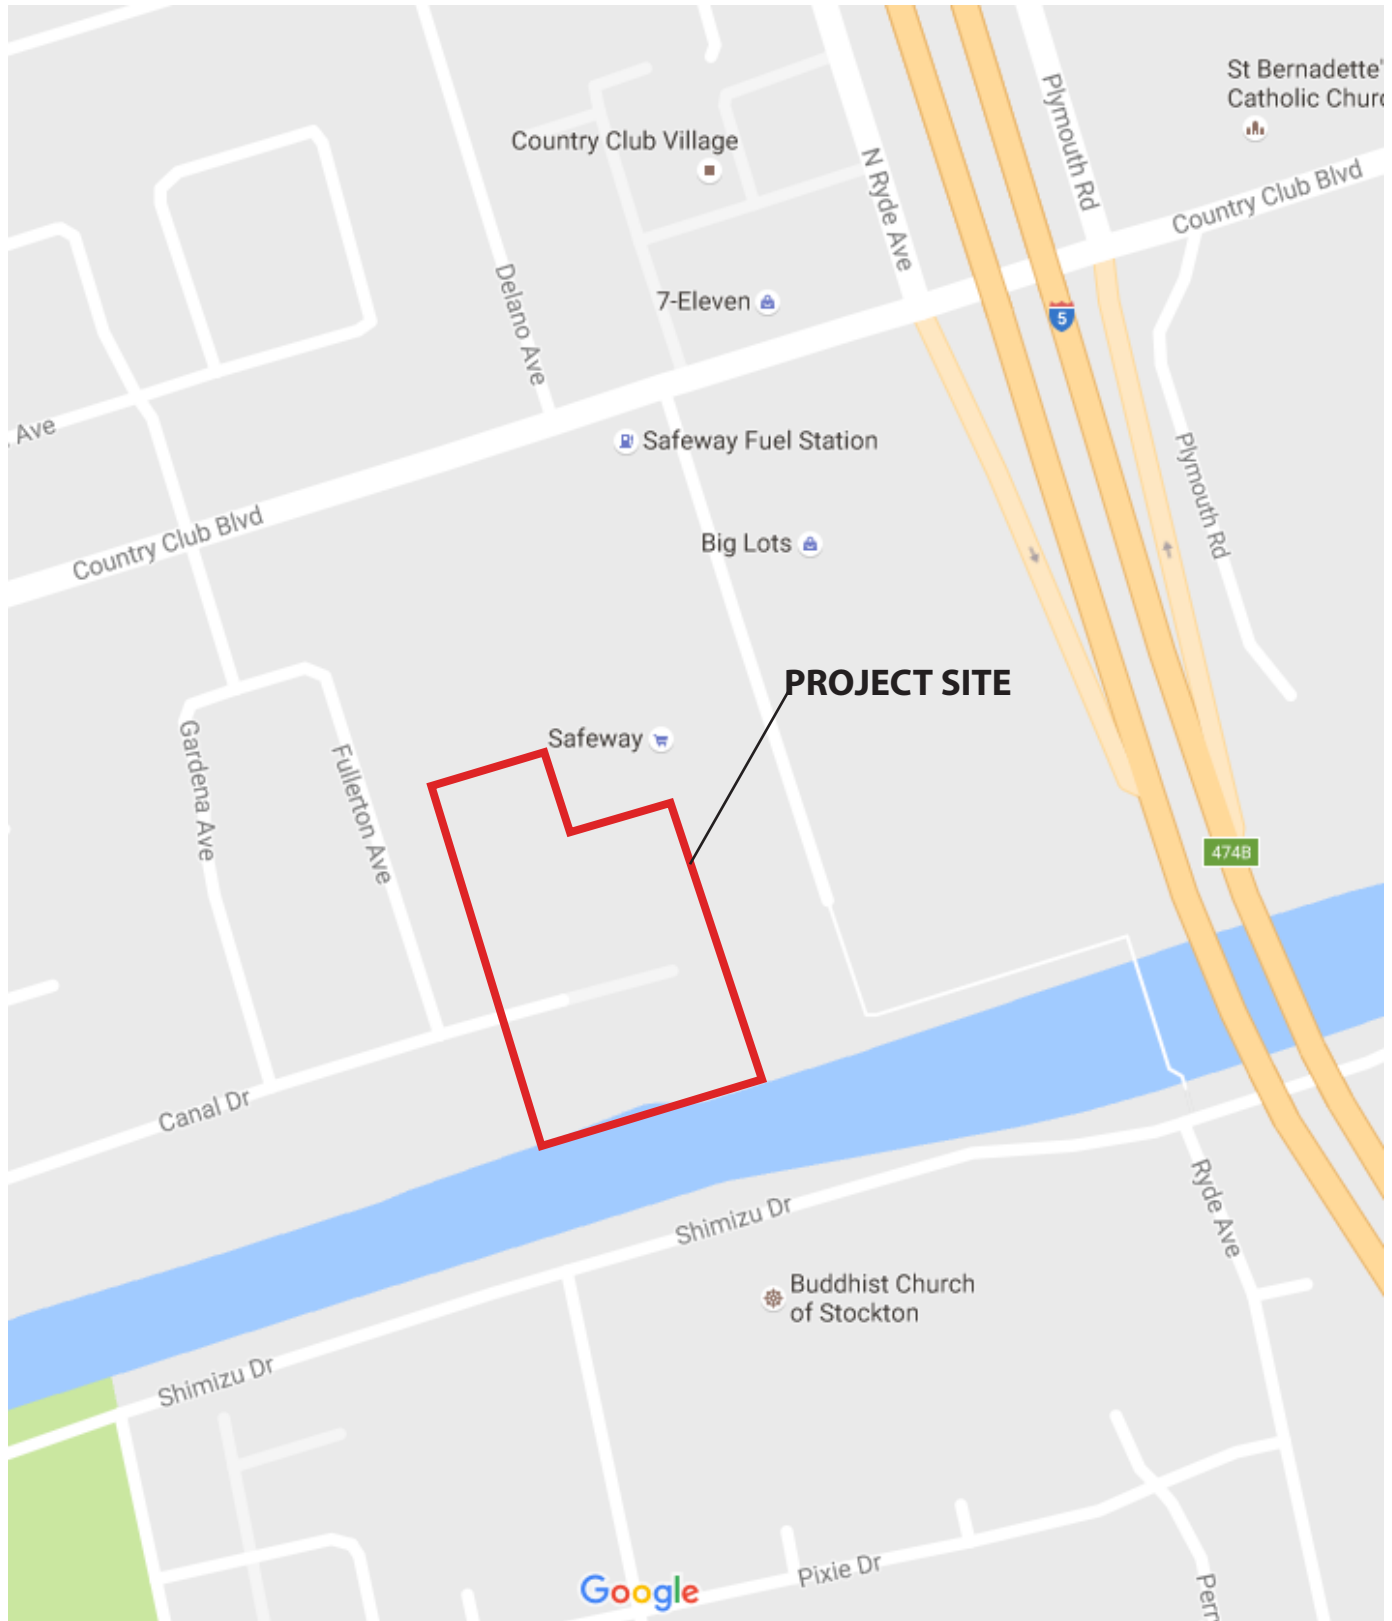 St Bernadette'
Catholic Churc
Plymouth Rd
Country Club Village
N Ryde Ave
Country Club Blvd
Delano Ave
7-Eleven
5
Ave
Safeway Fuel Station
Plymouth Rd
Country Club Blvd
Big Lots
PROJECT SITE
Safeway
Gardena Ave
Fullerton Ave
474B
Canal Dr
Ryde Ave
Shimizu Dr
Buddhist Church
of Stockton
Shimizu Dr
Pixie Dr
Perr
Google